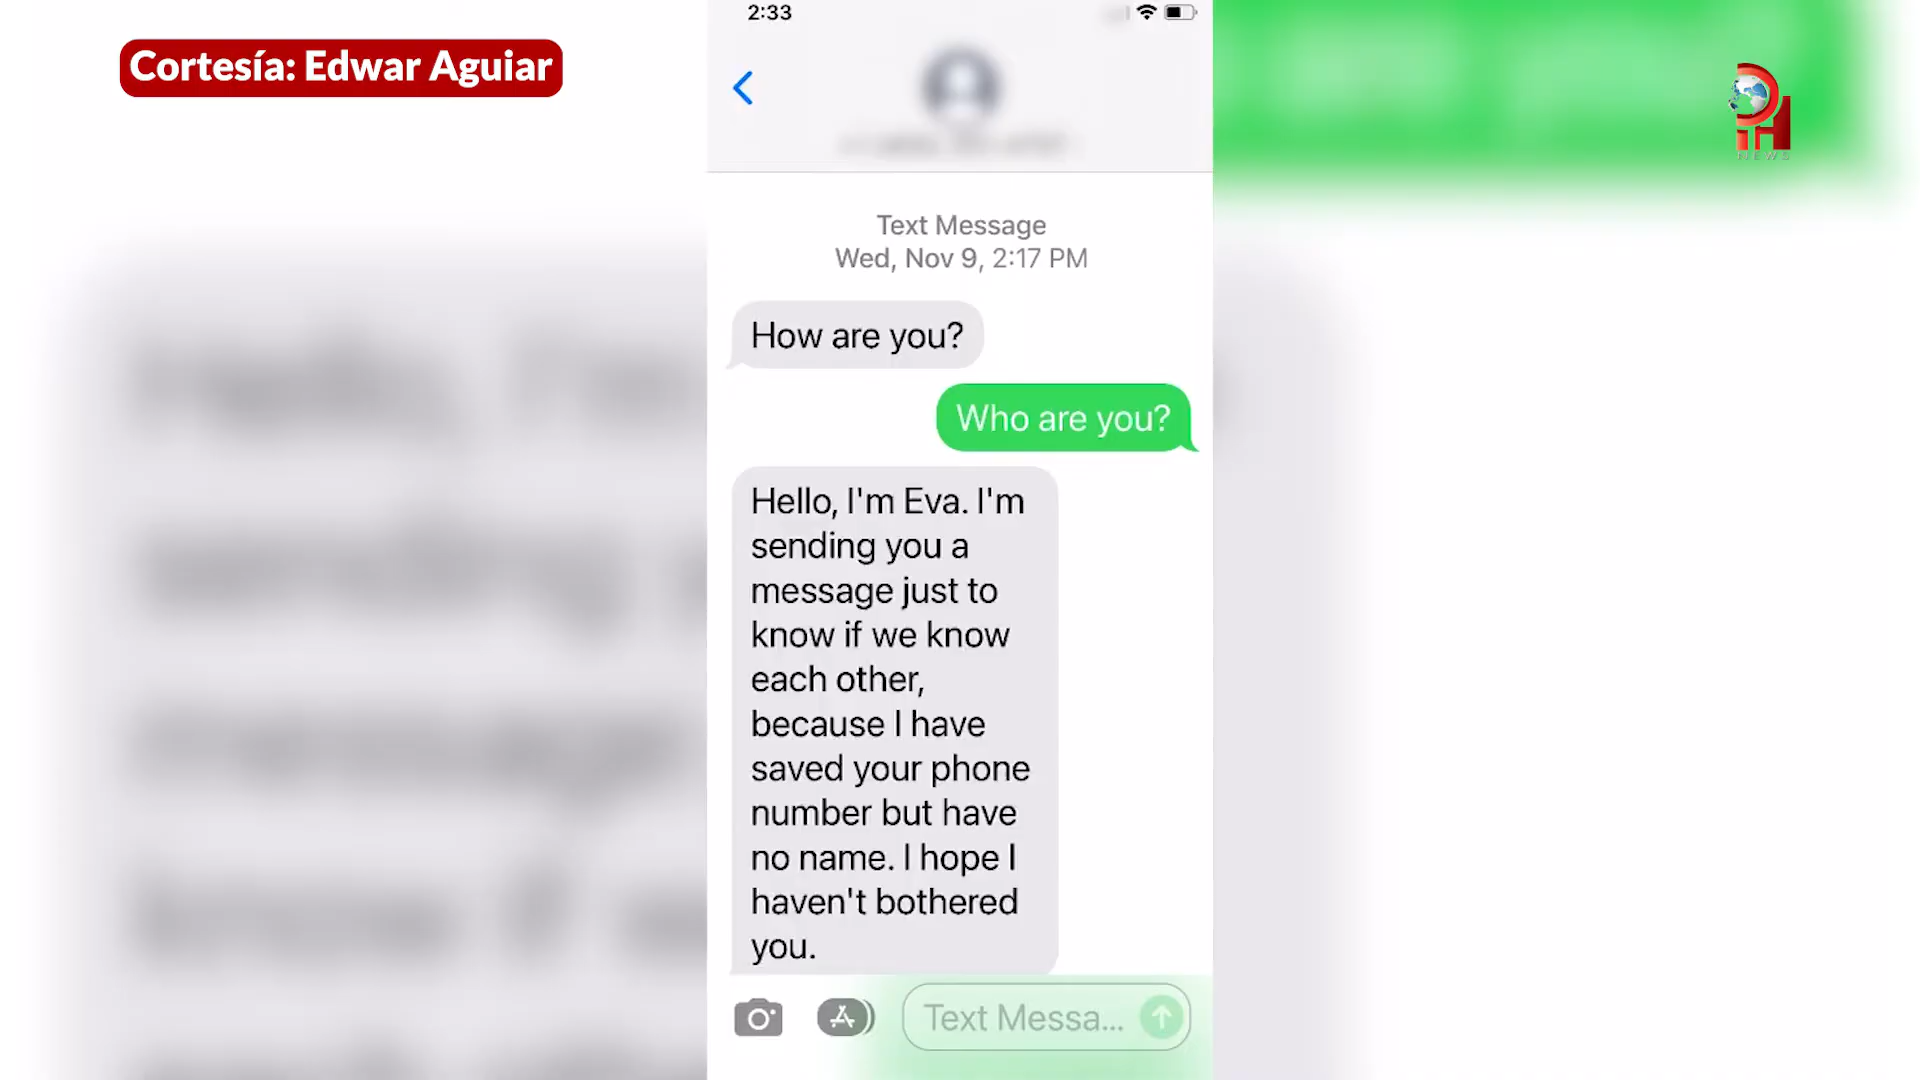 2:33
Cortesía: Edwar Aguiar
NEWS
Text Message
Wed, Nov 9, 2:17 PM
How are you?
Who are you?
Hello, I'm Eva. I'm
sending you a
message just to
know if we know
each other,
because I have
saved your phone
number but have
no name. I hope I
haven't bothered
you.
Text Messa...